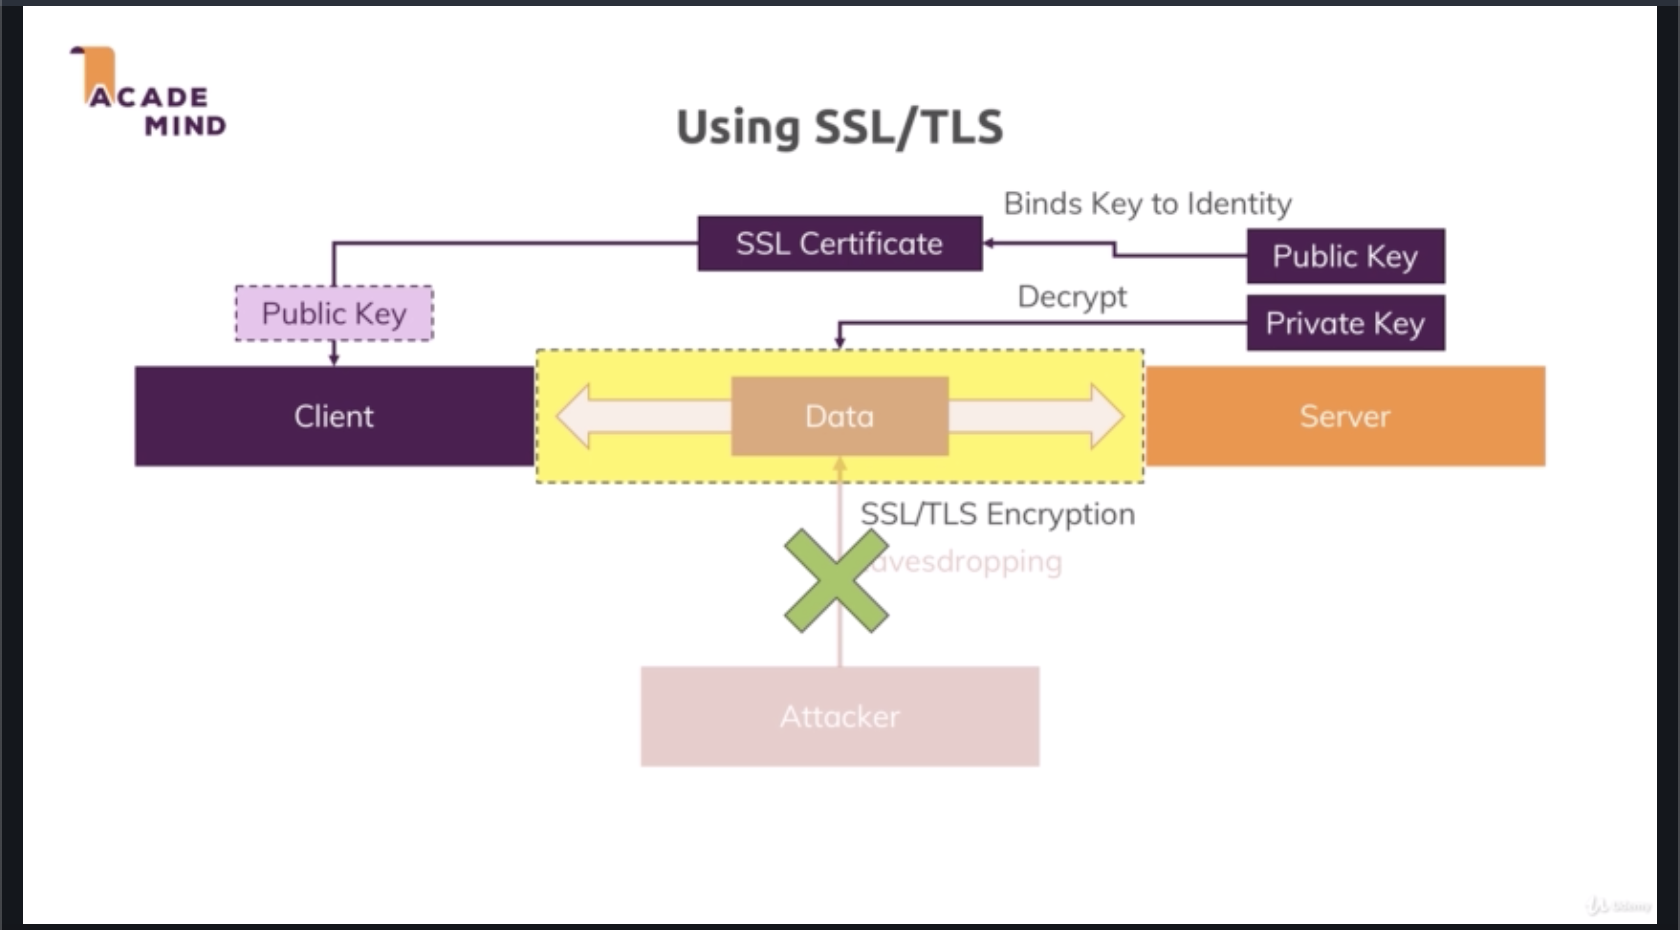 ACADE
MIND
Using SSL/TLS
Binds Key to Identity
SSL Certificate
Public Key
Decrypt
Public Key
Private Key
Client
Data
Server
SSL/TLS Encryption
avesdropping
Attacker
Udemy